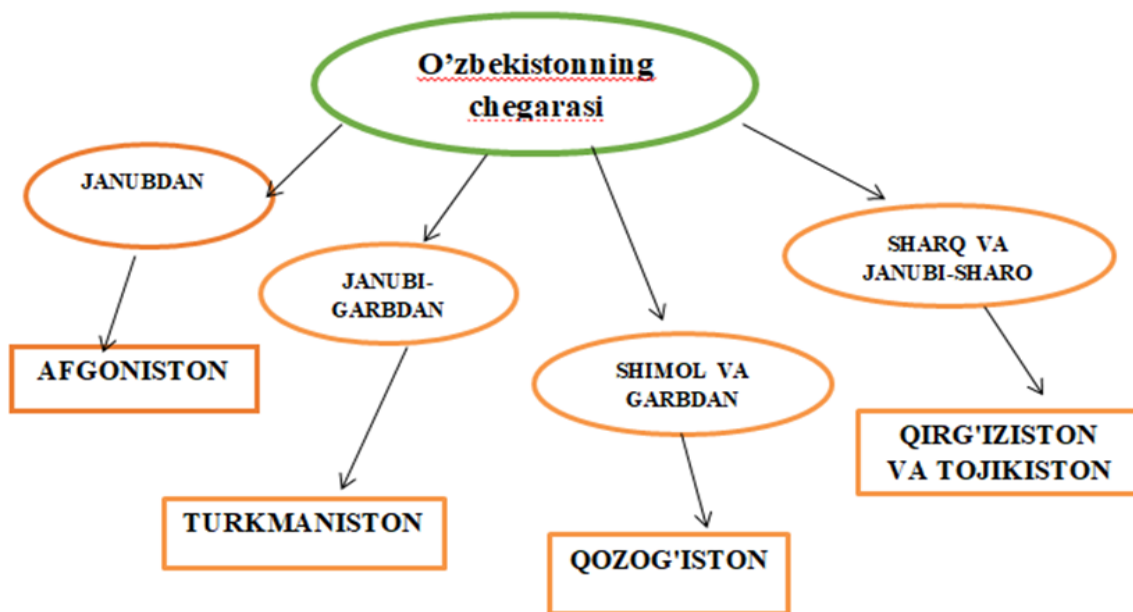 O’zbekistonning
chegarasi
JANUBDAN
JANUBI-
GARBDAN
SHIMOL VA
GARBDAN
SHARQ VA
JANUBI-SHARO
AFGONISTON
TURKMANISTON
QOZOG'ISTON
QIRG'IZISTON
VA TOJIKISTON